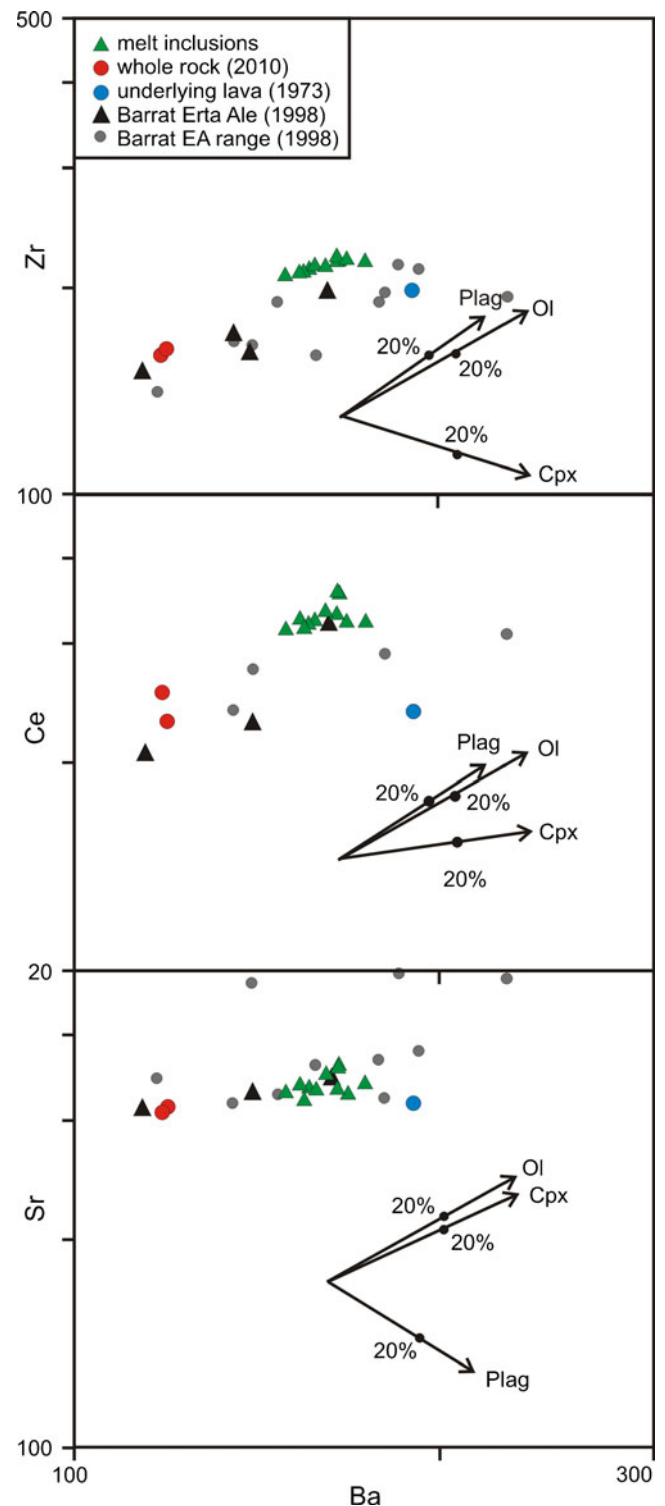 500
melt inclusions
whole rock (2010)
underlying lava (1973)
Barrat Erta Ale (1998)
Barrat EA range (1998)
Zr
Plag
Ol
20%
20%
20%
Cpx
100
Ce
Plag
Ol
20%
20%
Cpx
20%
20
Sr
Ol
Cpx
20%
20%
20%
Plag
100
100
Ba
300